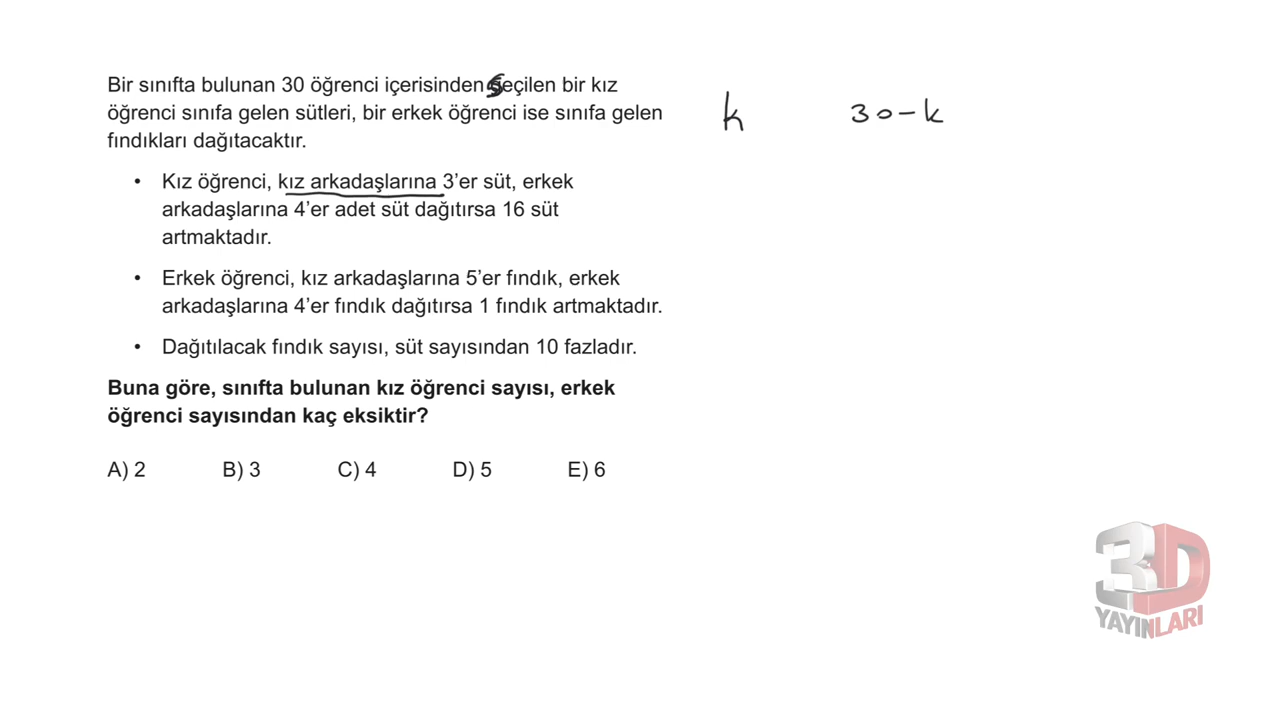 Bir sınıfta bulunan 30 öğrenci içerisinden seçilen bir kız
öğrenci sınıfa gelen sütleri, bir erkek öğrenci ise sınıfa gelen
fındıkları dağıtacaktır.
• Kız öğrenci, kız arkadaşlarına 3'er süt, erkek
arkadaşlarına 4'er adet süt dağıtırsa 16 süt
artmaktadır.
• Erkek öğrenci, kız arkadaşlarına 5'er fındık, erkek
arkadaşlarına 4'er fındık dağıtırsa 1 fındık artmaktadır.
• Dağıtılacak fındık sayısı, süt sayısından 10 fazladır.
Buna göre, sınıfta bulunan kız öğrenci sayısı, erkek
öğrenci sayısından kaç eksiktir?
A) 2 B) 3 C) 4 D) 5 E) 6
k 30-k
3D
YAYINLARI